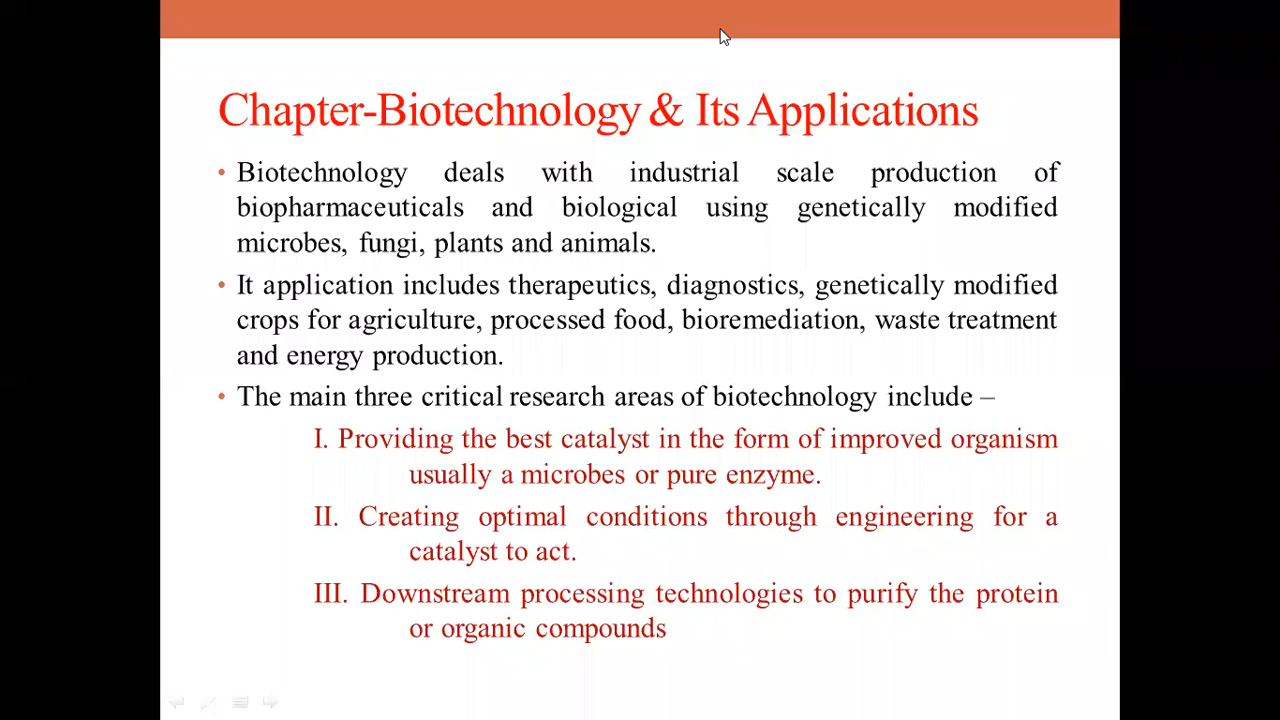 Chapter-Biotechnology & Its Applications
• Biotechnology deals with industrial scale production of
biopharmaceuticals and biological using genetically modified
microbes, fungi, plants and animals.
• It application includes therapeutics, diagnostics, genetically modified
crops for agriculture, processed food, bioremediation, waste treatment
and energy production.
• The main three critical research areas of biotechnology include –
I. Providing the best catalyst in the form of improved organism
usually a microbes or pure enzyme.
II. Creating optimal conditions through engineering for a
catalyst to act.
III. Downstream processing technologies to purify the protein
or organic compounds